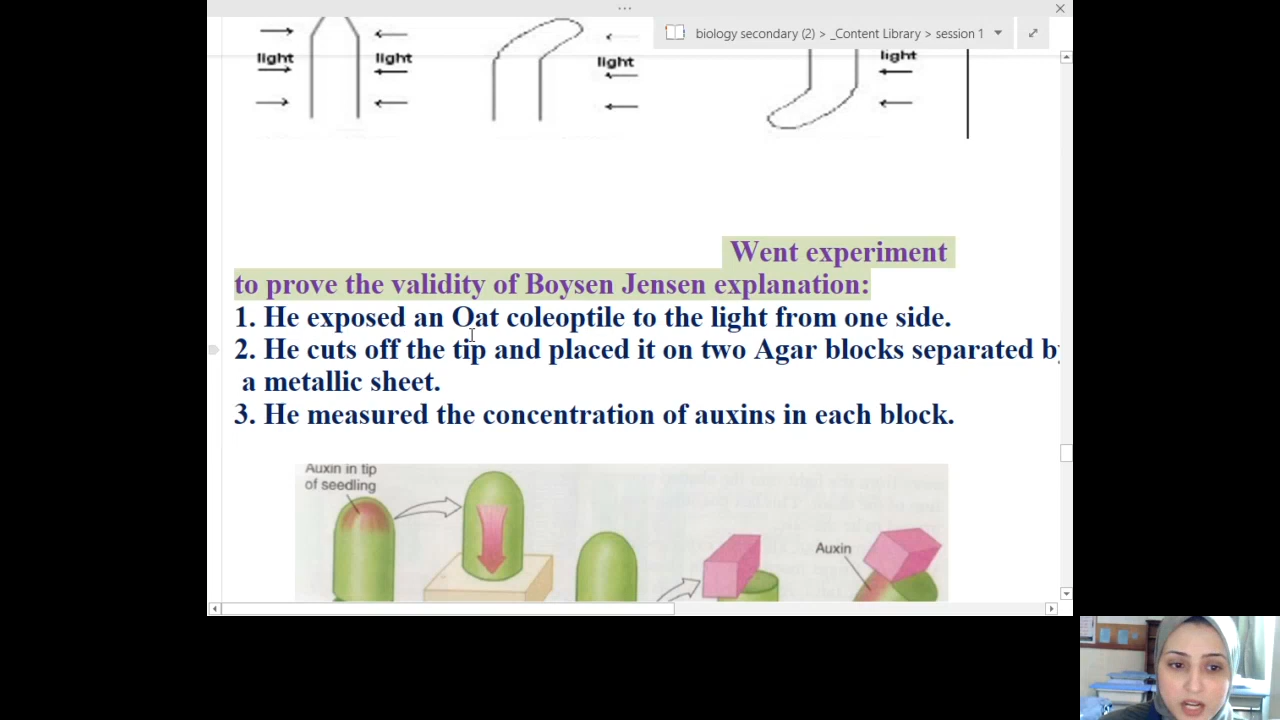 biology secondary (2) > _Content Library > session 1
light light light light
Went experiment
to prove the validity of Boysen Jensen explanation:
1. He exposed an Oat coleoptile to the light from one side.
2. He cuts off the tip and placed it on two Agar blocks separated
a metallic sheet.
3. He measured the concentration of auxins in each block.
Auxin in tip
of seedling
Auxin